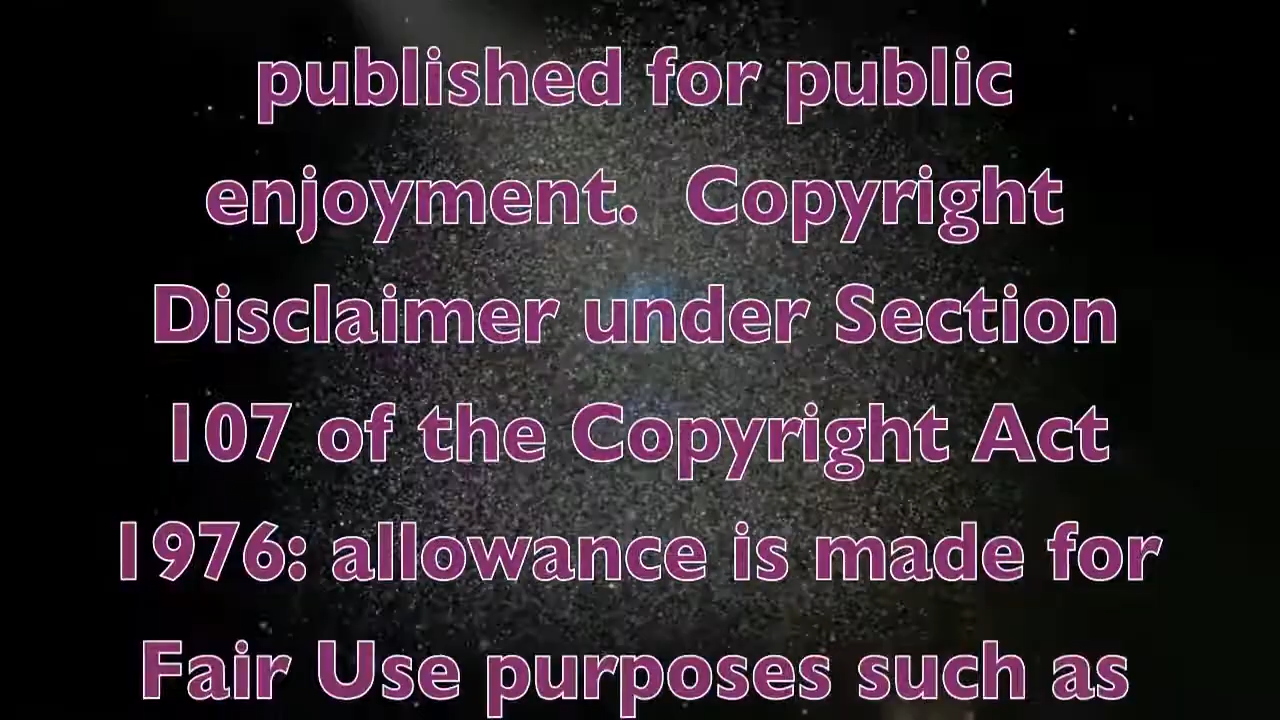 published for public
enjoyment.  Copyright
Disclaimer under Section
107 of the Copyright Act
1976: allowance is made for
Fair Use purposes such as